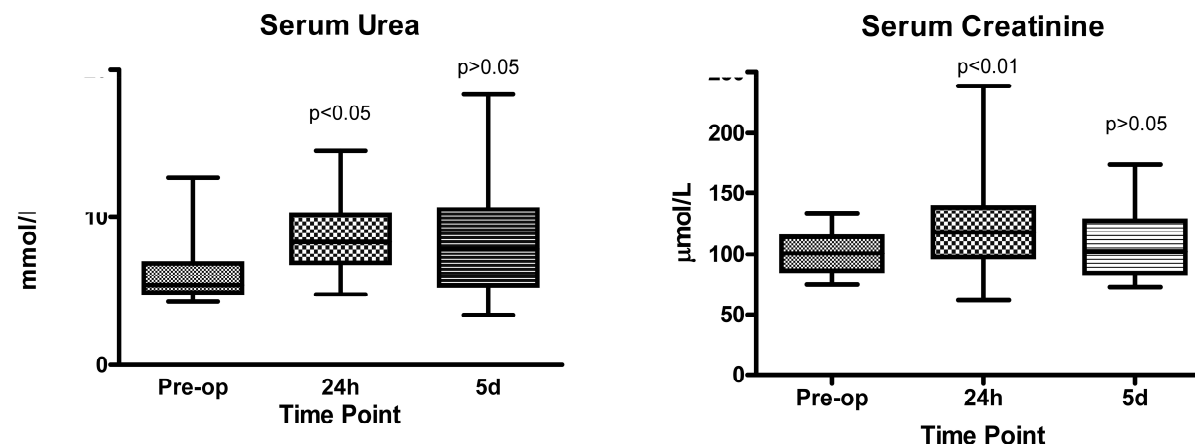 Serum Urea
p<0.05
p>0.05
mmol/l
10
0
Pre-op 24h 5d
Time Point
Serum Creatinine
p<0.01
p>0.05
200
150
100
50
0
µmol/L
Pre-op 24h 5d
Time Point